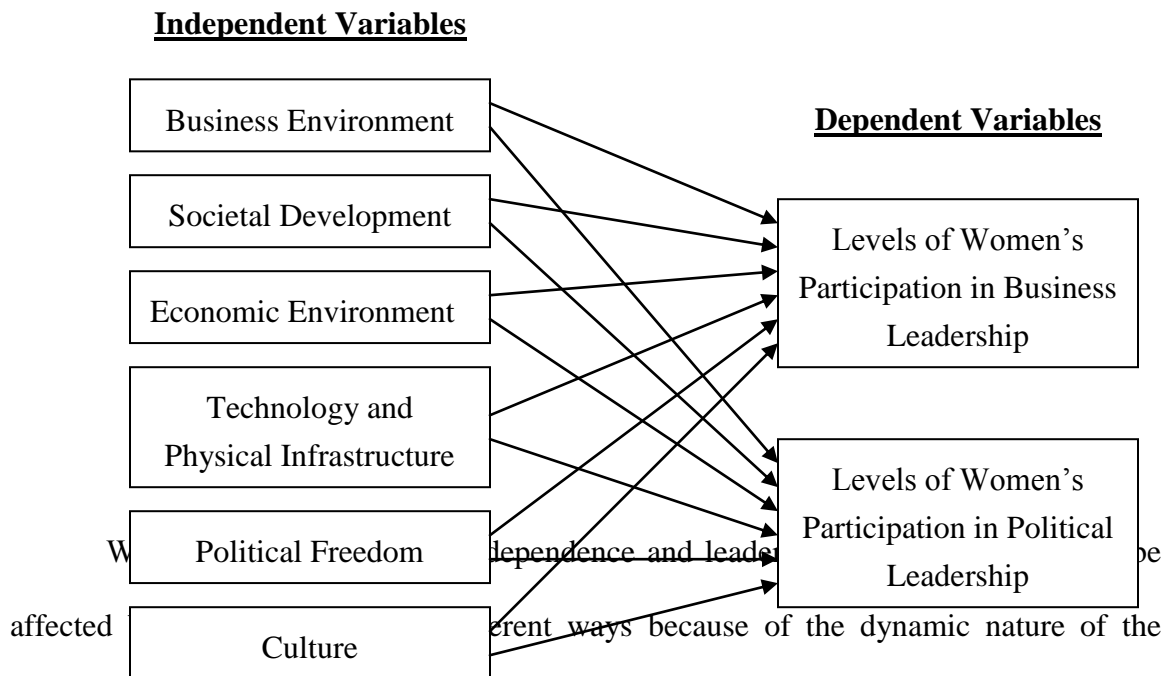 Independent Variables
Business Environment
Societal Development
Economic Environment
Technology and
Physical Infrastructure
Political Freedom
Culture
Dependent Variables
Levels of Women’s
Participation in Business
Leadership
Levels of Women’s
Participation in Political
Leadership
dependence and be
affected ways because of the dynamic nature of the